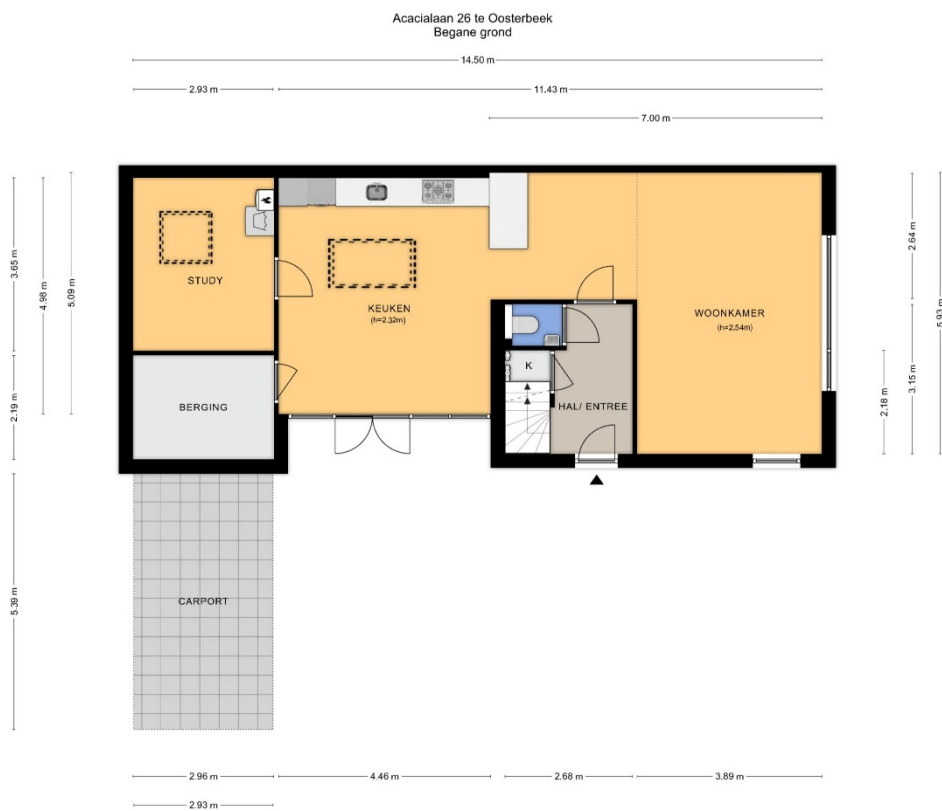 Acacialaan 26 te Oosterbeek
Begane grond
14.50 m
2.93 m
11.43 m
7.00 m
3.65 m
4.98 m
5.09 m
2.64 m
5.93 m
STUDY
KEUKEN
(h=2.32m)
WOONKAMER
(h=2.54m)
K
3.15 m
2.18 m
2.19 m
BERGING
HAL/ ENTREE
5.39 m
CARPORT
2.96 m
4.46 m
2.68 m
3.89 m
2.93 m